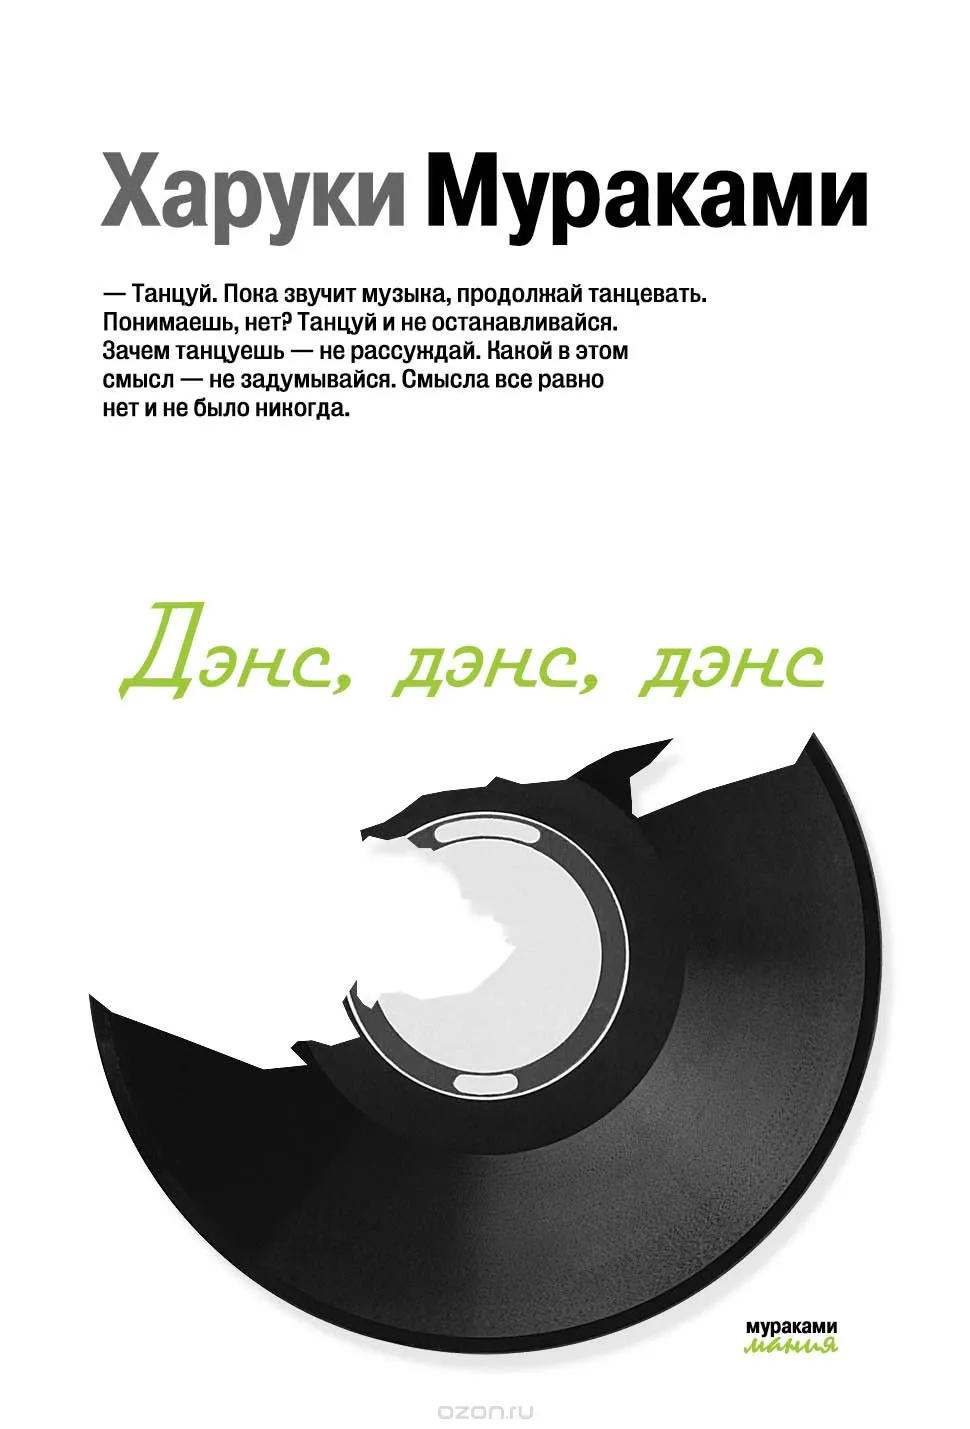 Харуки Мураками
— Танцуй. Пока звучит музыка, продолжай танцевать.
Понимаешь, нет? Танцуй и не останавливайся.
Зачем танцуешь — не рассуждай. Какой в этом
смысл — не задумывайся. Смысла все равно
нет и не было никогда.
Дэнс, дэнс, дэнс
мураками
мания
ozon.ru